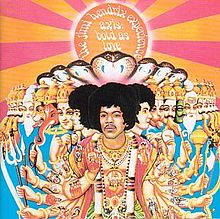 the jimi hendrix experience
axis:
bold as
love